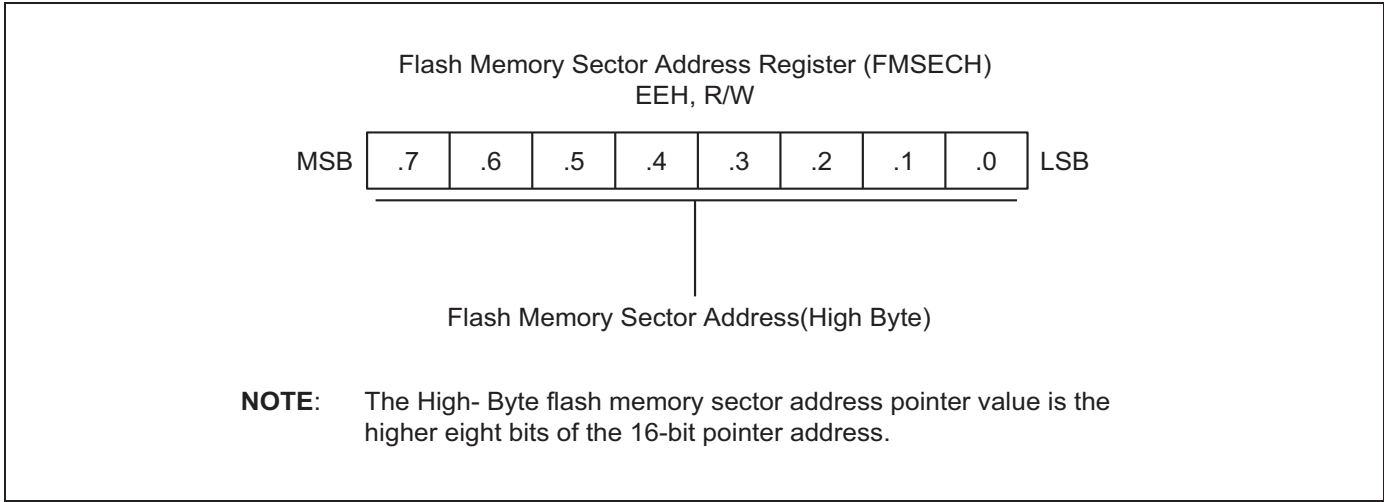 Flash Memory Sector Address Register (FMSECH)
EEH, R/W
MSB .7 .6 .5 .4 .3 .2 .1 .0 LSB
Flash Memory Sector Address(High Byte)
NOTE: The High- Byte flash memory sector address pointer value is the
higher eight bits of the 16-bit pointer address.